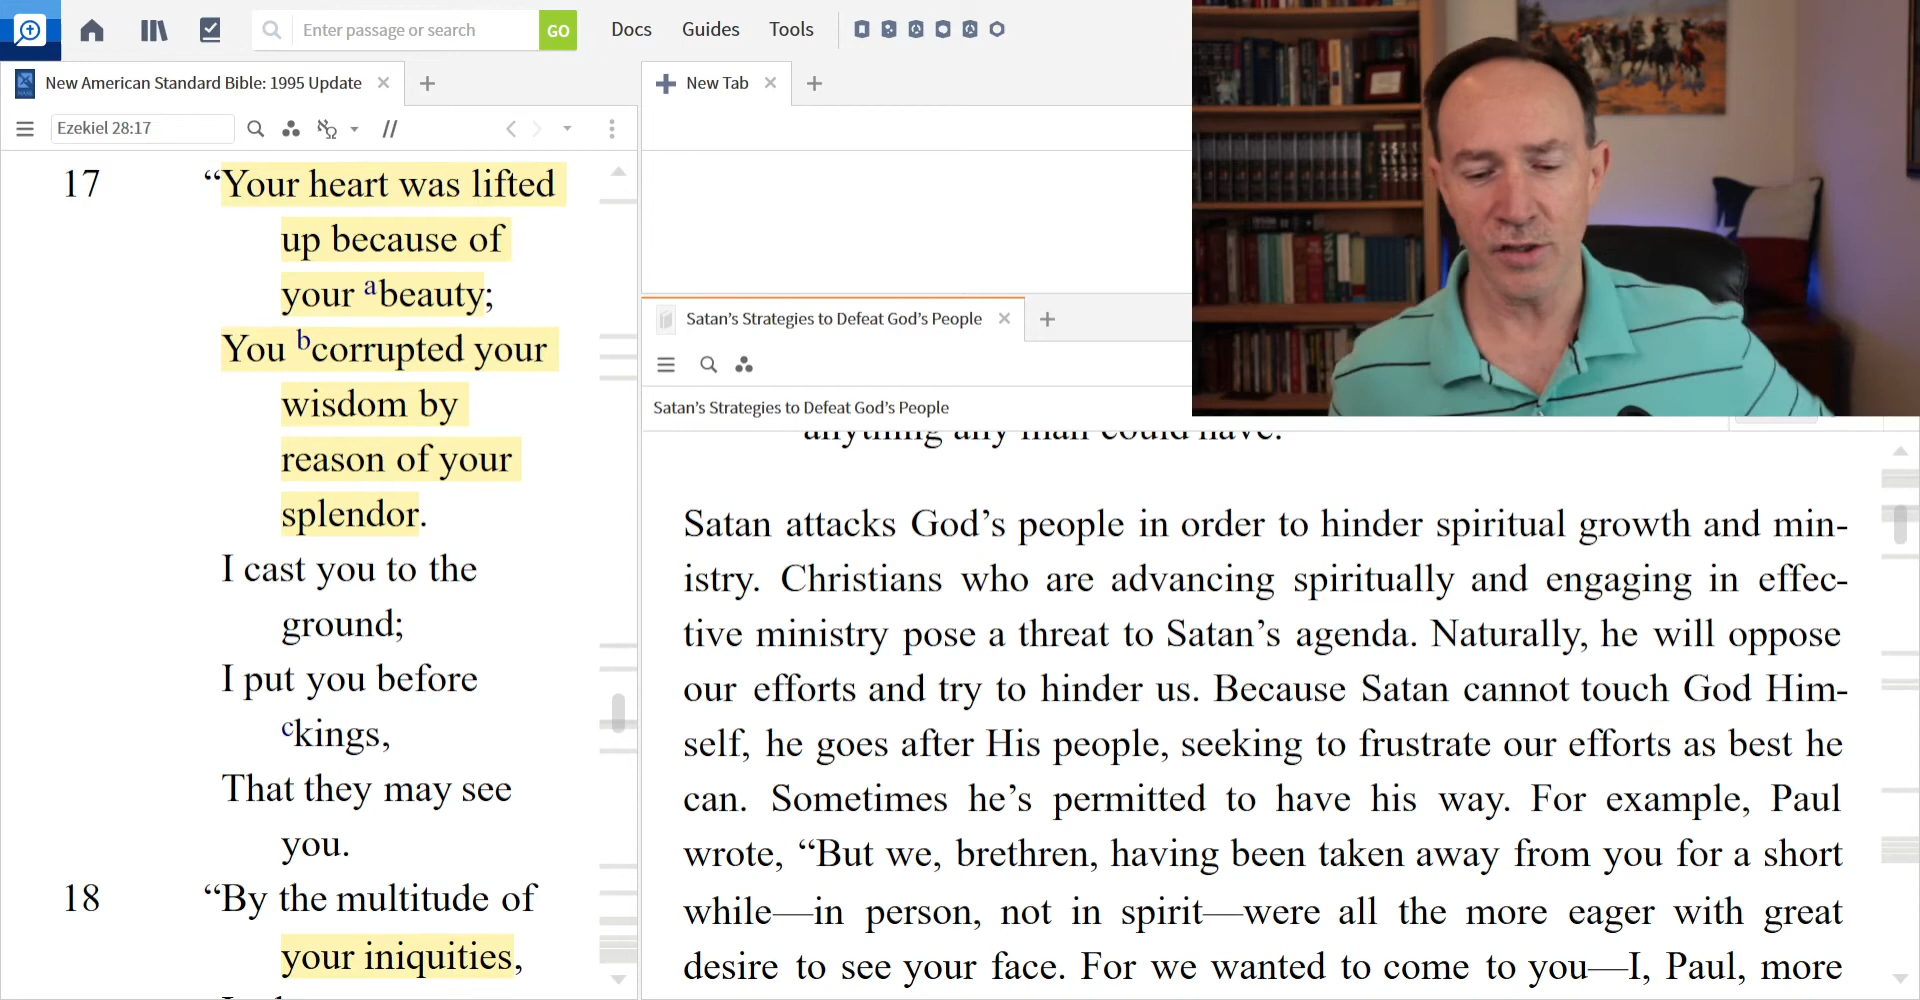 Enter passage or search
GO
Docs
Guides
Tools
New American Standard Bible: 1995 Update
New Tab
Ezekiel 28:17
17 “Your heart was lifted
up because of
your ᵃbeauty;
You ᵇcorrupted your
wisdom by
reason of your
splendor.
I cast you to the
ground;
I put you before
ᶜkings,
That they may see
you.
18 “By the multitude of
your iniquities,
Satan’s Strategies to Defeat God’s People
Satan’s Strategies to Defeat God’s People
anything any man could have.
Satan attacks God’s people in order to hinder spiritual growth and min-
istry. Christians who are advancing spiritually and engaging in effec-
tive ministry pose a threat to Satan’s agenda. Naturally, he will oppose
our efforts and try to hinder us. Because Satan cannot touch God Him-
self, he goes after His people, seeking to frustrate our efforts as best he
can. Sometimes he’s permitted to have his way. For example, Paul
wrote, “But we, brethren, having been taken away from you for a short
while—in person, not in spirit—were all the more eager with great
desire to see your face. For we wanted to come to you—I, Paul, more